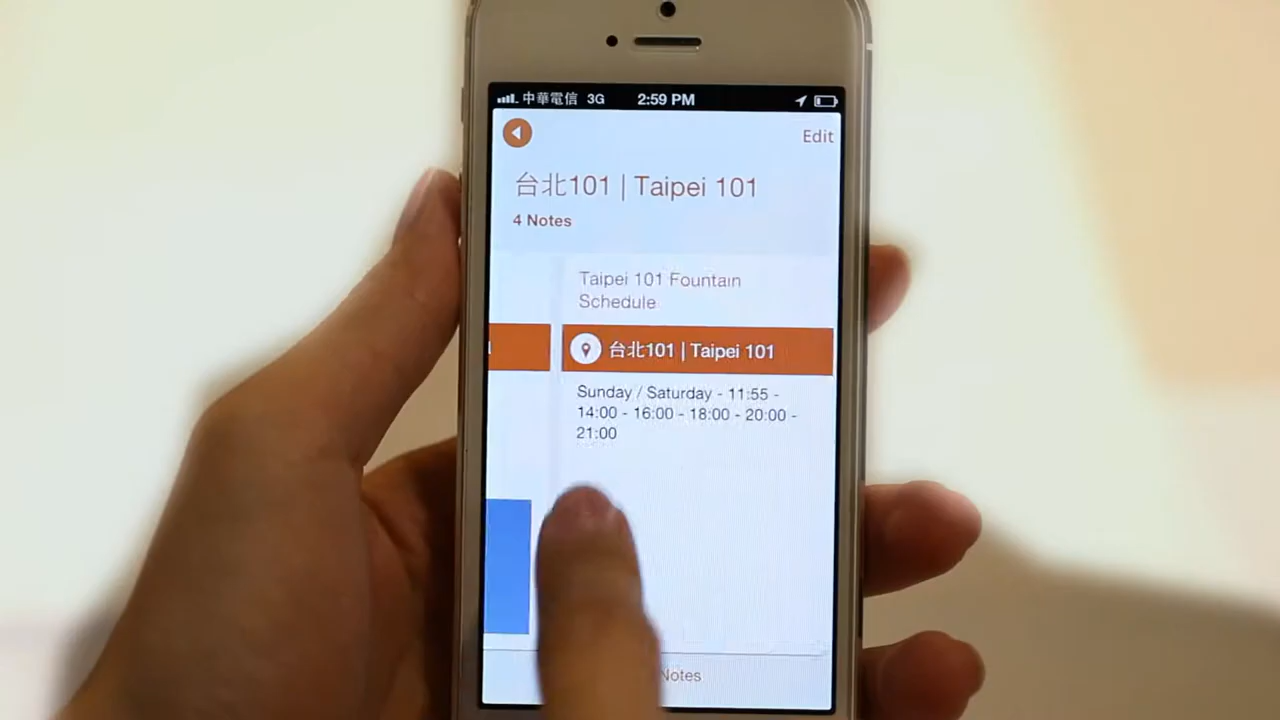 中華電信 3G 2:59 PM
Edit
台北101 | Taipei 101
4 Notes
Taipei 101 Fountain
Schedule
台北101 | Taipei 101
Sunday / Saturday - 11:55 -
14:00 - 16:00 - 18:00 - 20:00 -
21:00
Notes